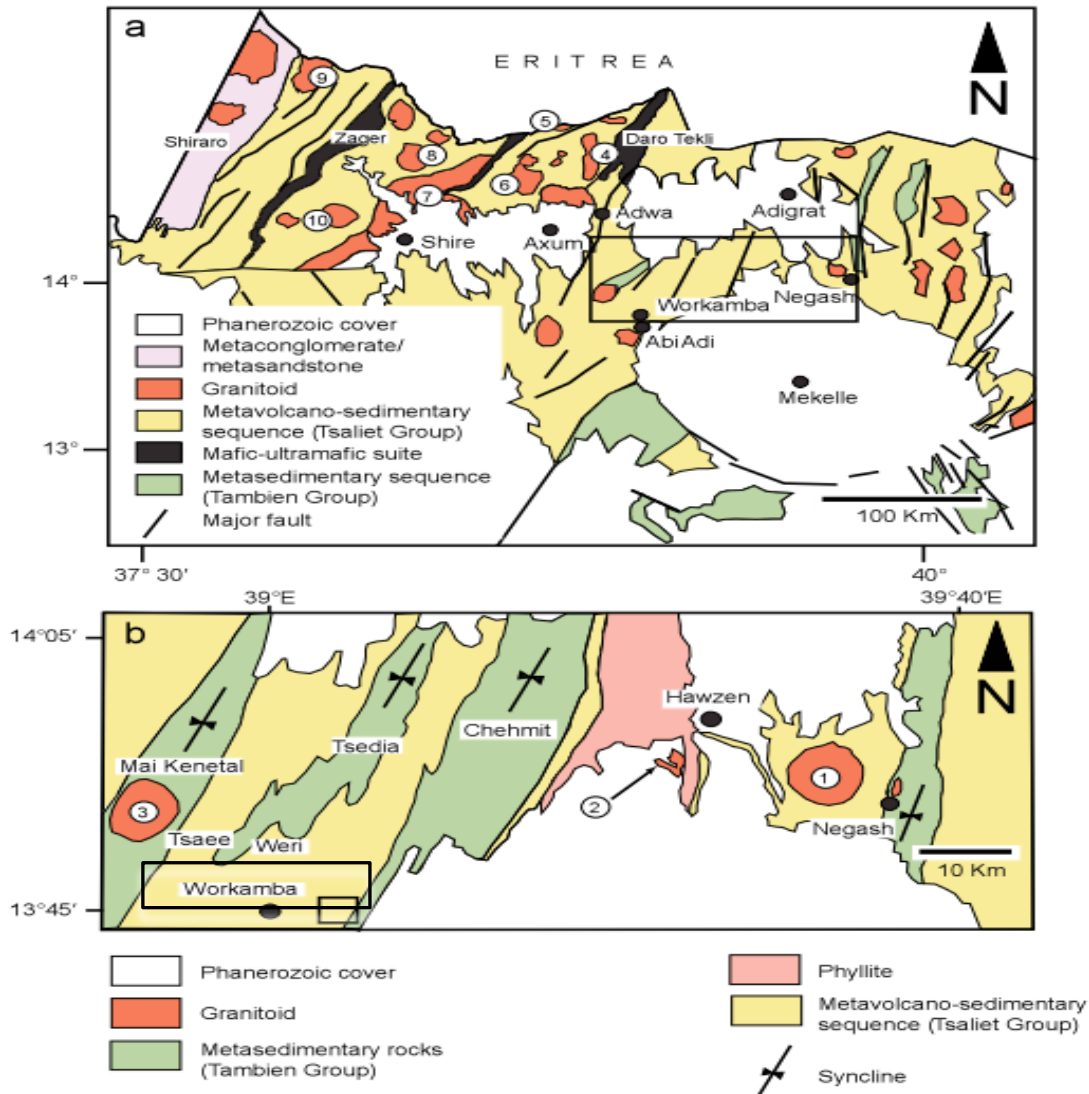 a
N
ERITREA
9
5
Shiraro
Zager
Daro Tekli
8
4
6
7
Adigrat
10
Adwa
Shire
Axum
14°
Negash
Workamba
AbiAdi
Mekelle
Phanerozoic cover
Metaconglomerate/
metasandstone
Granitoid
Metavolcano-sedimentary
sequence (Tsaliet Group)
Mafic-ultramafic suite
Metasedimentary sequence
(Tambien Group)
Major fault
13°
100 Km
37° 30'
40°
39°E
39°40'E
14°05'
b
N
Hawzen
Chehmit
Tsedia
Mai Kenetal
1
2
3
Negash
Tsaee
Weri
10 Km
Workamba
13°45'
Phanerozoic cover
Granitoid
Metasedimentary rocks
(Tambien Group)
Phyllite
Metavolcano-sedimentary
sequence (Tsaliet Group)
Syncline